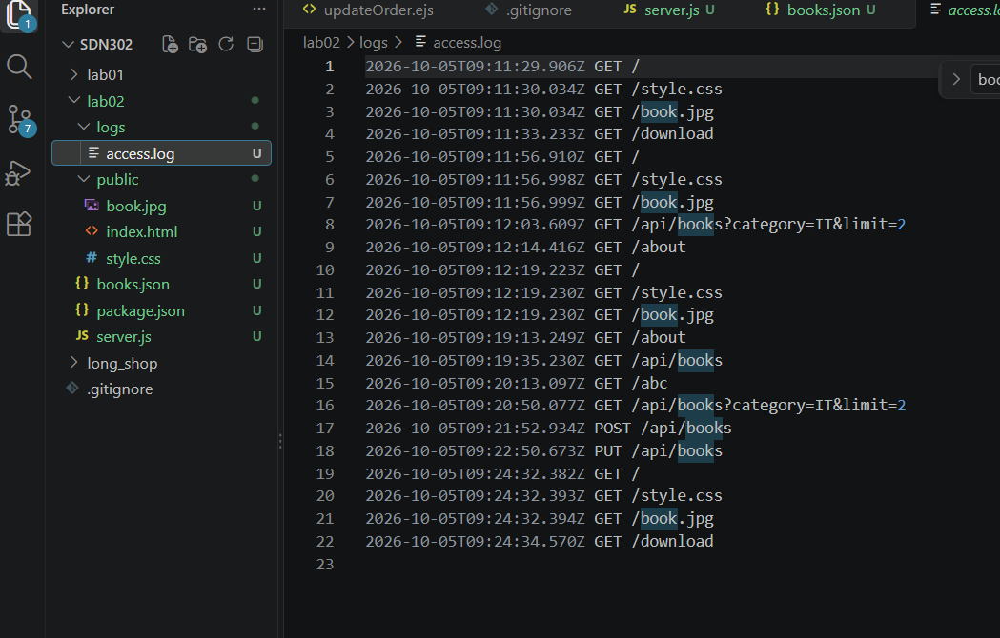 Explorer
updateOrder.ejs
.gitignore
JS server.js U
{} books.json U
access.lo
SDN302
lab01
lab02
logs
access.log U
public
book.jpg U
index.html U
# style.css U
{} books.json U
{} package.json U
JS server.js U
long_shop
.gitignore
1
7
lab02 > logs > access.log
boo
1 2026-10-05T09:11:29.906Z GET /
2 2026-10-05T09:11:30.034Z GET /style.css
3 2026-10-05T09:11:30.034Z GET /book.jpg
4 2026-10-05T09:11:33.233Z GET /download
5 2026-10-05T09:11:56.910Z GET /
6 2026-10-05T09:11:56.998Z GET /style.css
7 2026-10-05T09:11:56.999Z GET /book.jpg
8 2026-10-05T09:12:03.609Z GET /api/books?category=IT&limit=2
9 2026-10-05T09:12:14.416Z GET /about
10 2026-10-05T09:12:19.223Z GET /
11 2026-10-05T09:12:19.230Z GET /style.css
12 2026-10-05T09:12:19.230Z GET /book.jpg
13 2026-10-05T09:19:13.249Z GET /about
14 2026-10-05T09:19:35.230Z GET /api/books
15 2026-10-05T09:20:13.097Z GET /abc
16 2026-10-05T09:20:50.077Z GET /api/books?category=IT&limit=2
17 2026-10-05T09:21:52.934Z POST /api/books
18 2026-10-05T09:22:50.673Z PUT /api/books
19 2026-10-05T09:24:32.382Z GET /
20 2026-10-05T09:24:32.393Z GET /style.css
21 2026-10-05T09:24:32.394Z GET /book.jpg
22 2026-10-05T09:24:34.570Z GET /download
23